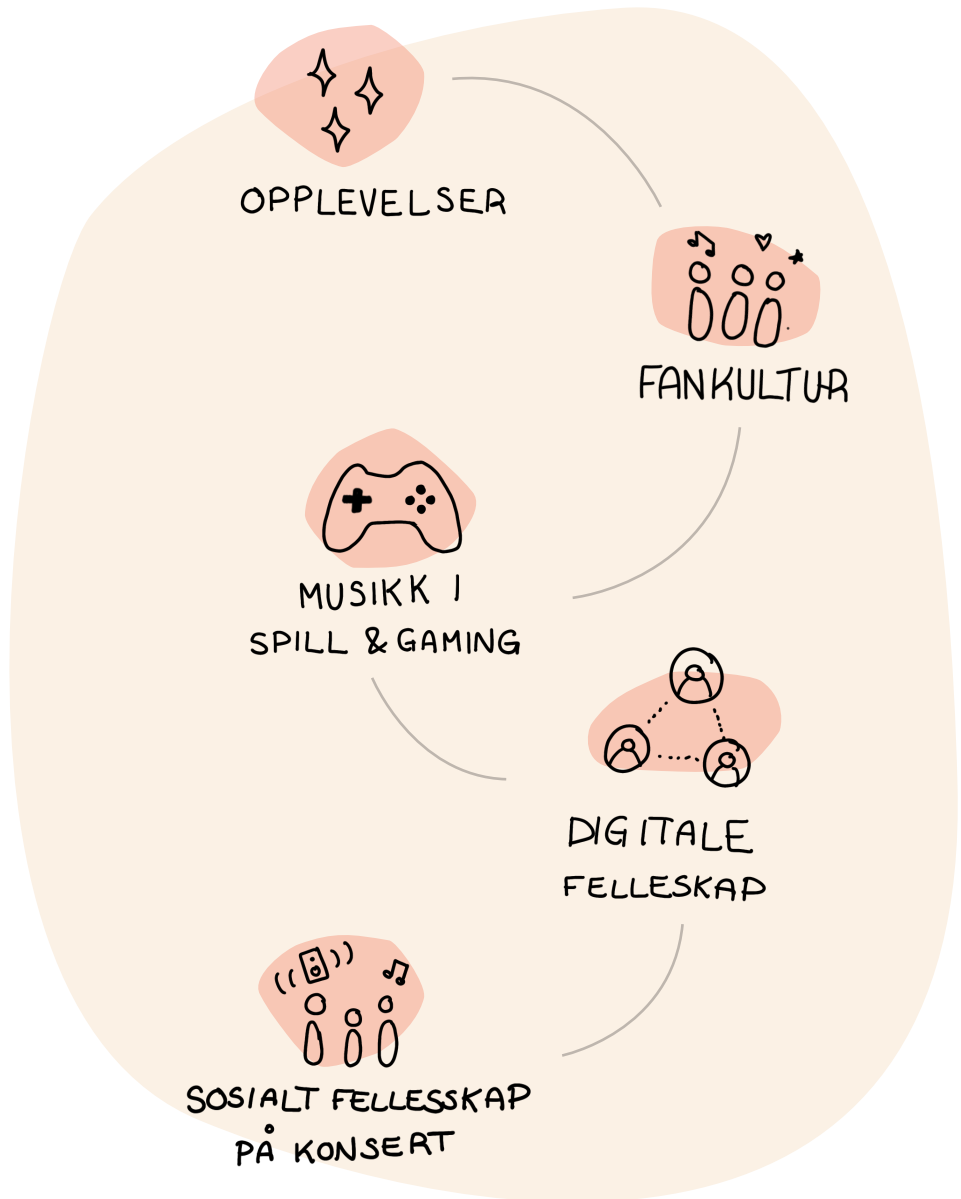 OPPLEVELSER
FANKULTUR
MUSIKK I
SPILL & GAMING
DIGITALE
FELLESKAP
SOSIALT FELLESSKAP
PÅ KONSERT